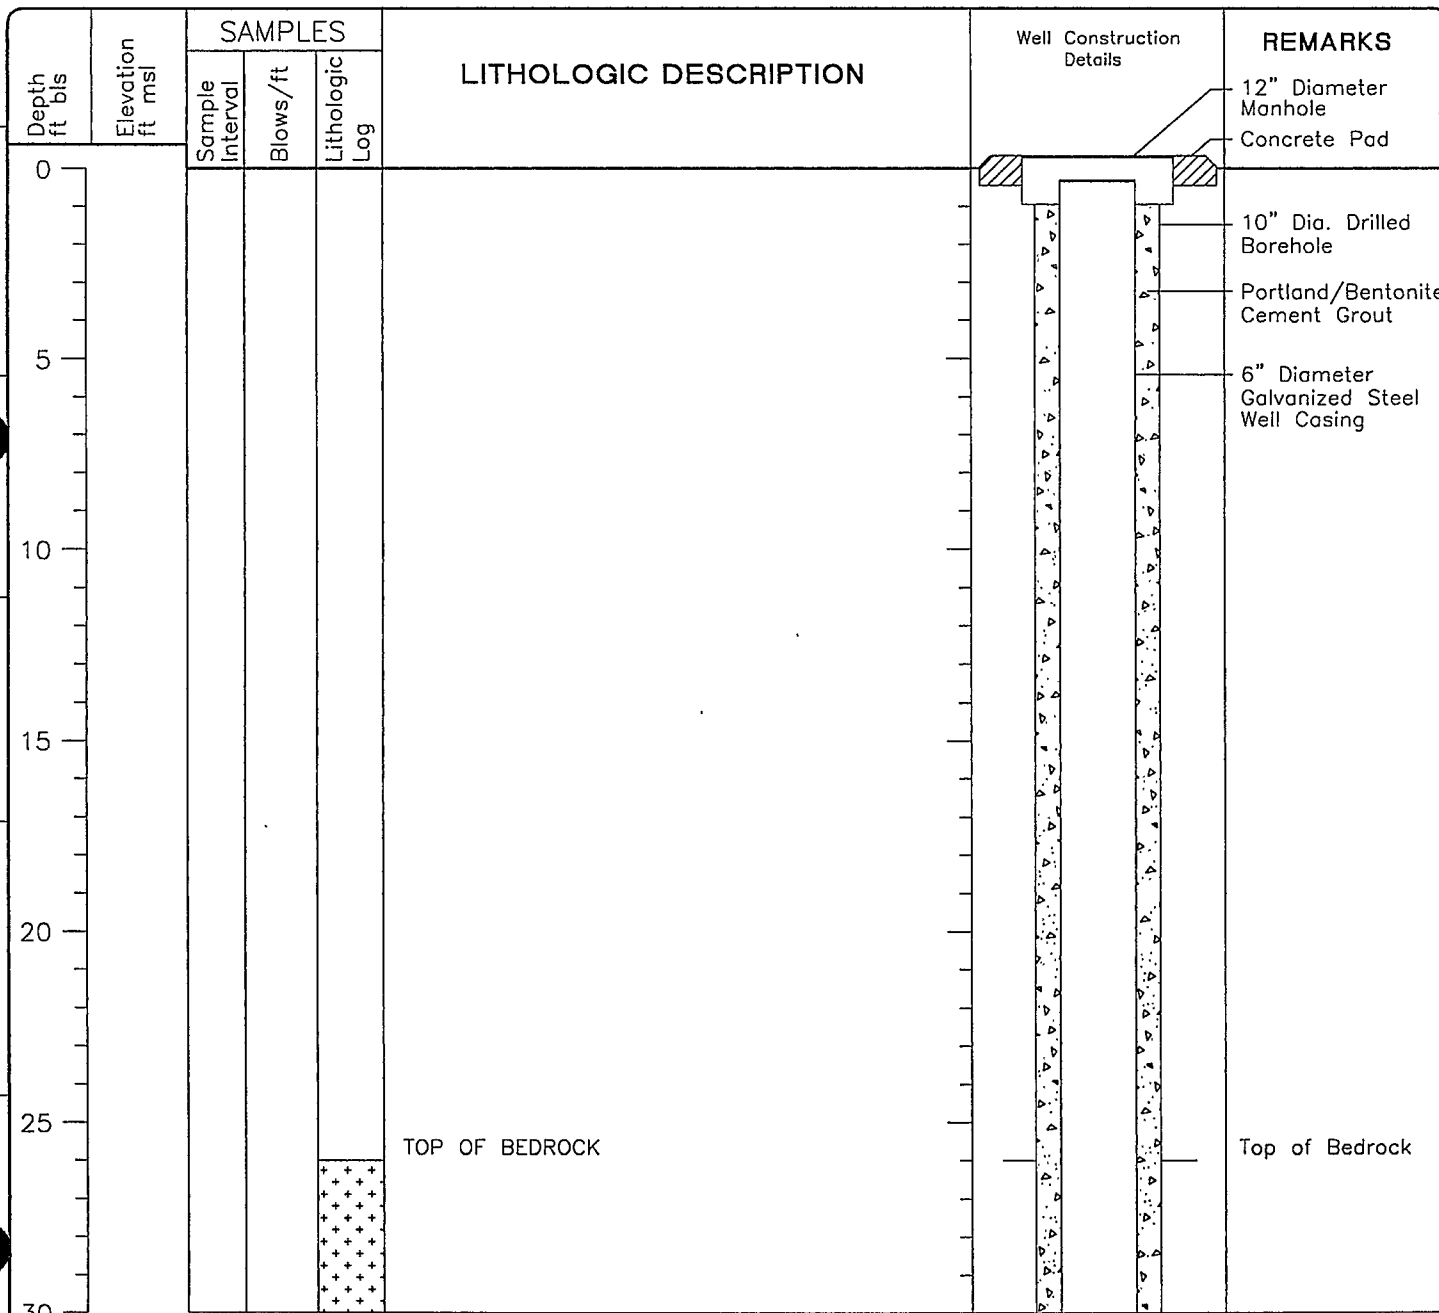 Depth
ft bls
Elevation
ft msl
SAMPLES
Sample
Interval
Blows/ft
Lithologic
Log
LITHOLOGIC DESCRIPTION
Well Construction
Details
REMARKS
12" Diameter
Manhole
Concrete Pad
0
10" Dia. Drilled
Borehole
Portland/Bentonite
Cement Grout
5
6" Diameter
Galvanized Steel
Well Casing
10
15
20
25
TOP OF BEDROCK
Top of Bedrock
30